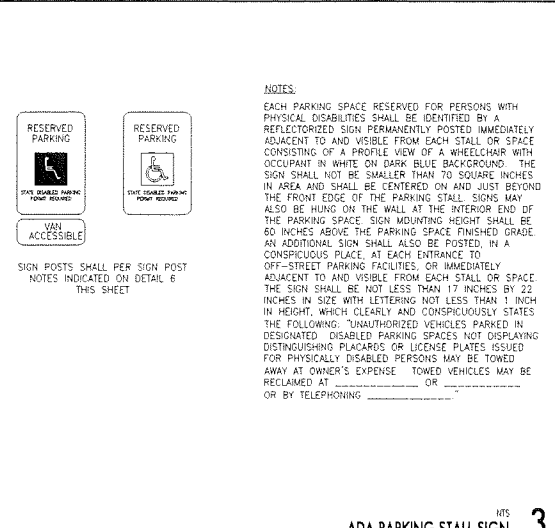 RESERVED
PARKING
STATE DISABLED PARKING
PERMIT REQUIRED
VAN
ACCESSIBLE
RESERVED
PARKING
STATE DISABLED PARKING
PERMIT REQUIRED
SIGN POSTS SHALL PER SIGN POST
NOTES INDICATED ON DETAIL 6
THIS SHEET
NOTES:
EACH PARKING SPACE RESERVED FOR PERSONS WITH
PHYSICAL DISABILITIES SHALL BE IDENTIFIED BY A
REFLECTORIZED SIGN PERMANENTLY POSTED IMMEDIATELY
ADJACENT TO AND VISIBLE FROM EACH STALL OR SPACE
CONSISTING OF A PROFILE VIEW OF A WHEELCHAIR WITH
OCCUPANT IN WHITE ON DARK BLUE BACKGROUND. THE
SIGN SHALL NOT BE SMALLER THAN 70 SQUARE INCHES
IN AREA AND SHALL BE CENTERED ON AND JUST BEYOND
THE FRONT EDGE OF THE PARKING STALL. SIGNS MAY
ALSO BE HUNG ON THE WALL AT THE INTERIOR END OF
THE PARKING SPACE. SIGN MOUNTING HEIGHT SHALL BE
60 INCHES ABOVE THE PARKING SPACE FINISHED GRADE.
AN ADDITIONAL SIGN SHALL ALSO BE POSTED, IN A
CONSPICUOUS PLACE, AT EACH ENTRANCE TO
OFF-STREET PARKING FACILITIES, OR IMMEDIATELY
ADJACENT TO AND VISIBLE FROM EACH STALL OR SPACE.
THE SIGN SHALL BE NOT LESS THAN 17 INCHES BY 22
INCHES IN SIZE WITH LETTERING NOT LESS THAN 1 INCH
IN HEIGHT, WHICH CLEARLY AND CONSPICUOUSLY STATES
THE FOLLOWING: "UNAUTHORIZED VEHICLES PARKED IN
DESIGNATED DISABLED PARKING SPACES NOT DISPLAYING
DISTINGUISHING PLACARDS OR LICENSE PLATES ISSUED
FOR PHYSICALLY DISABLED PERSONS MAY BE TOWED
AWAY AT OWNER'S EXPENSE TOWED VEHICLES MAY BE
RECLAIMED AT ______________ OR _____________
OR BY TELEPHONING ______________."
NTS
ADA PARKING STALL SIGN 3